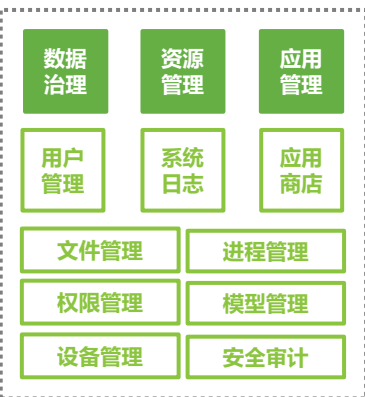 数据 资源 应用
治理 管理 管理
用户 系统 应用
管理 日志 商店
文件管理 进程管理
权限管理 模型管理
设备管理 安全审计